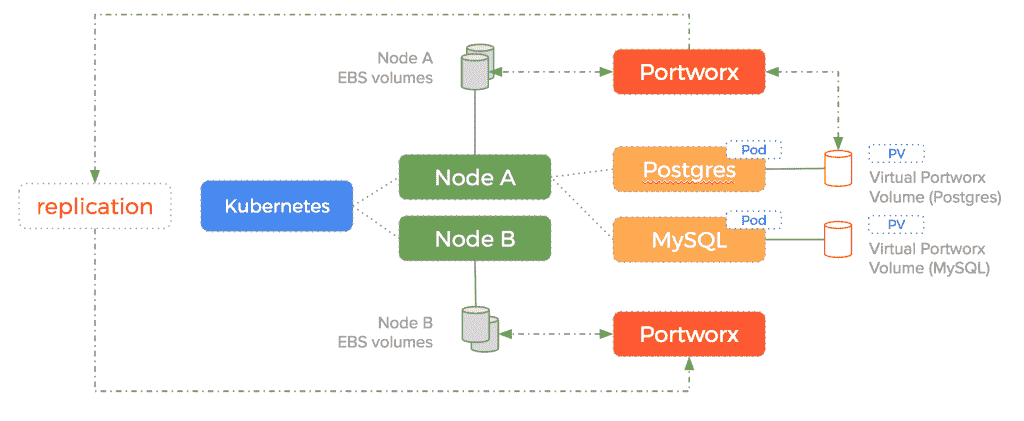 Node A
EBS volumes
Portworx
Pod
Postgres
PV
Virtual Portworx
Volume (Postgres)
Node A
replication
Kubernetes
Node B
Pod
MySQL
PV
Virtual Portworx
Volume (MySQL)
Node B
EBS volumes
Portworx